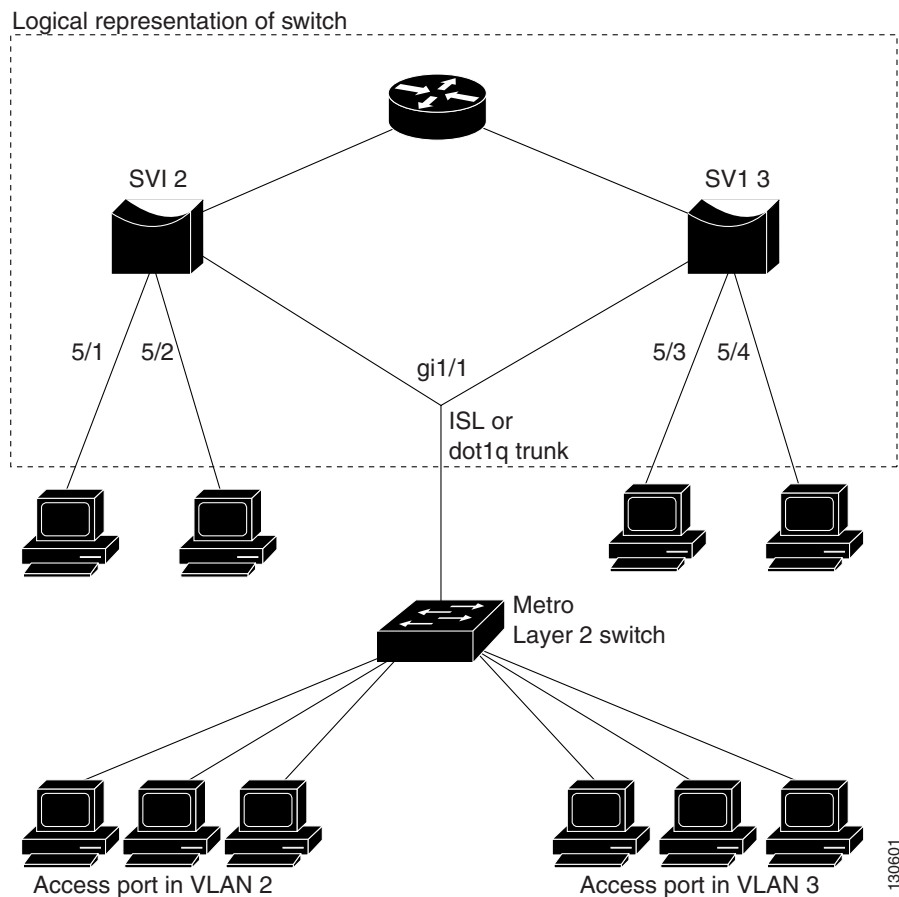 Logical representation of switch
SVI 2
SV1 3
5/1
5/2
gi1/1
5/3
5/4
ISL or
dot1q trunk
Metro
Layer 2 switch
Access port in VLAN 2
Access port in VLAN 3
130601